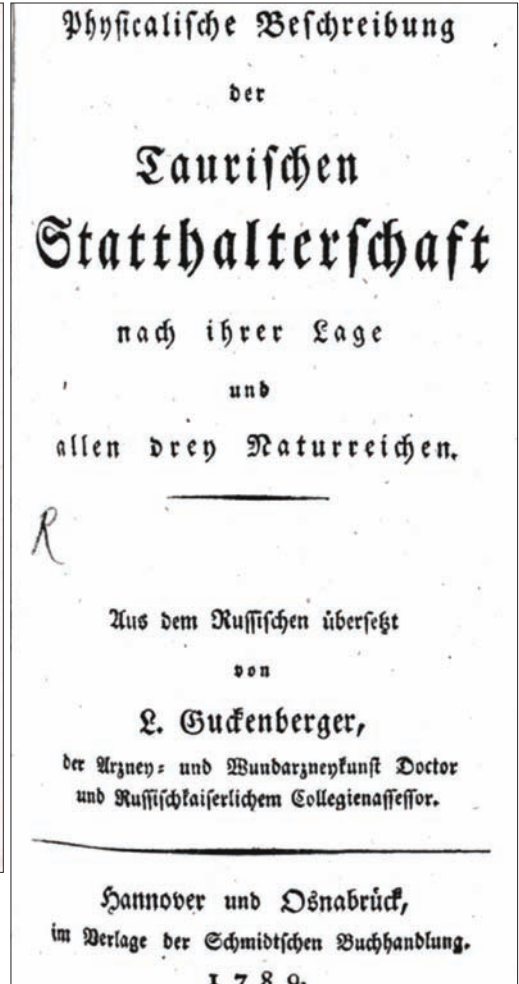 Physicalische Beschreibung
der
Taurischen
Statthalterschaft
nach ihrer Lage
und
allen drey Naturreichen.
R
Aus dem Russischen übersetzt
von
L. Guckenberger,
der Arzney- und Wundarzneykunst Doctor
und Russischkaiserlichem Collegienassessor.
Hannover und Osnabrück,
im Verlage der Schmidtschen Buchhandlung.
1789.